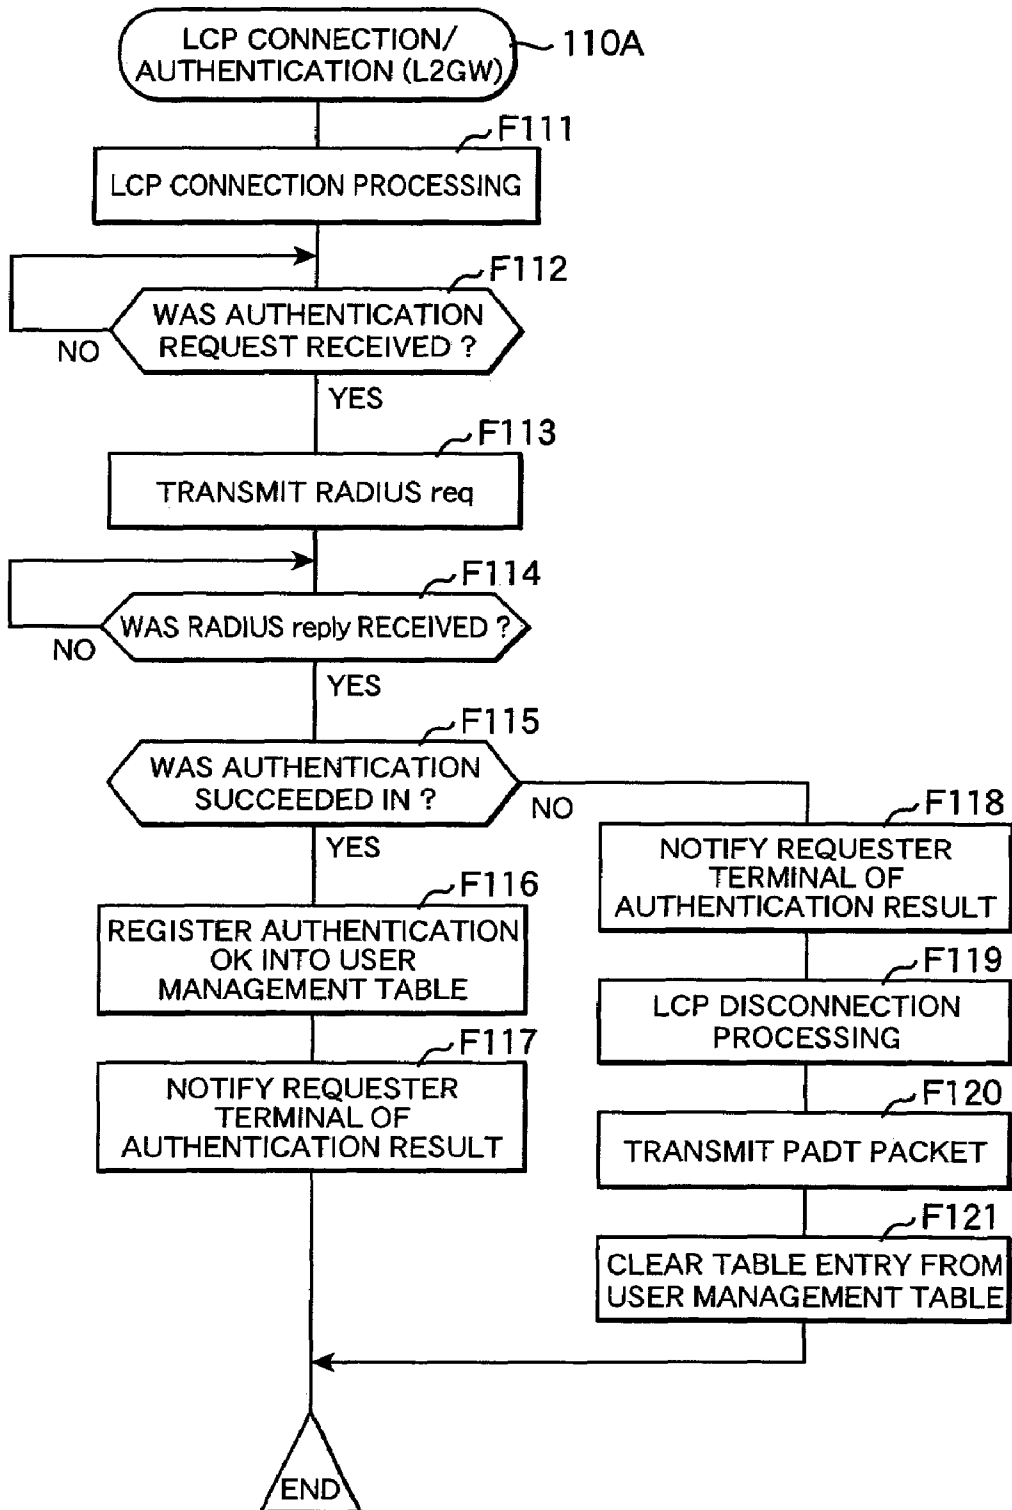 LCP CONNECTION/
AUTHENTICATION (L2GW)
110A
F111
LCP CONNECTION PROCESSING
F112
WAS AUTHENTICATION
REQUEST RECEIVED ?
NO
YES
F113
TRANSMIT RADIUS req
F114
WAS RADIUS reply RECEIVED ?
NO
YES
F115
WAS AUTHENTICATION
SUCCEEDED IN ?
NO
YES
F116
REGISTER AUTHENTICATION
OK INTO USER
MANAGEMENT TABLE
F117
NOTIFY REQUESTER
TERMINAL OF
AUTHENTICATION RESULT
F118
NOTIFY REQUESTER
TERMINAL OF
AUTHENTICATION RESULT
F119
LCP DISCONNECTION
PROCESSING
F120
TRANSMIT PADT PACKET
F121
CLEAR TABLE ENTRY FROM
USER MANAGEMENT TABLE
END